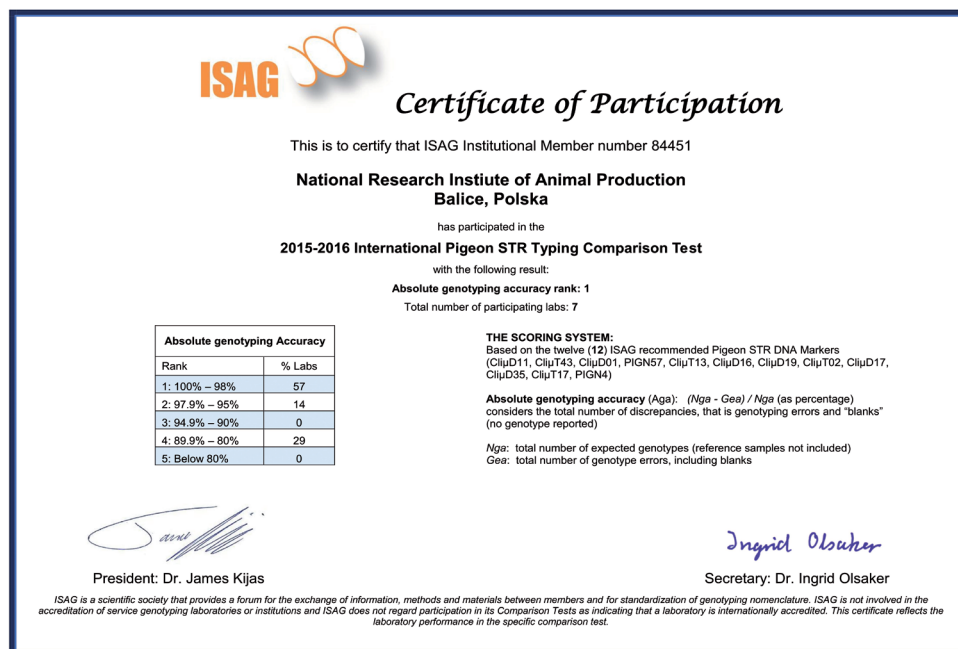 ISAG
Certificate of Participation
This is to certify that ISAG Institutional Member number 84451
National Research Instiute of Animal Production
Balice, Polska
has participated in the
2015-2016 International Pigeon STR Typing Comparison Test
with the following result:
Absolute genotyping accuracy rank: 1
Total number of participating labs: 7
Absolute genotyping Accuracy
Rank % Labs
1: 100% – 98% 57
2: 97.9% – 95% 14
3: 94.9% – 90% 0
4: 89.9% – 80% 29
5: Below 80% 0
THE SCORING SYSTEM:
Based on the twelve (12) ISAG recommended Pigeon STR DNA Markers
(CliµD11, CliµT43, CliµD01, PIGN57, CliµT13, CliµD16, CliµD19, CliµT02, CliµD17,
CliµD35, CliµT17, PIGN4)
Absolute genotyping accuracy (Aga): (Nga - Gea) / Nga (as percentage)
considers the total number of discrepancies, that is genotyping errors and “blanks”
(no genotype reported)
Nga: total number of expected genotypes (reference samples not included)
Gea: total number of genotype errors, including blanks
Ingrid Olsaker
President: Dr. James Kijas
Secretary: Dr. Ingrid Olsaker
ISAG is a scientific society that provides a forum for the exchange of information, methods and materials between members and for standardization of genotyping nomenclature. ISAG is not involved in the
accreditation of service genotyping laboratories or institutions and ISAG does not regard participation in its Comparison Tests as indicating that a laboratory is internationally accredited. This certificate reflects the
laboratory performance in the specific comparison test.